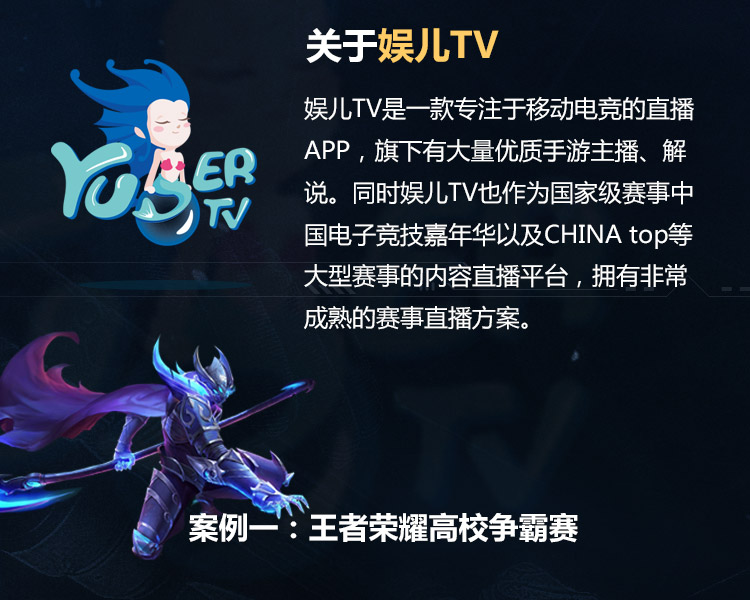 关于娱儿TV
娱儿TV是一款专注于移动电竞的直播
APP，旗下有大量优质手游主播、解
说。同时娱儿TV也作为国家级赛事中
国电子竞技嘉年华以及CHINA top等
大型赛事的内容直播平台，拥有非常
成熟的赛事直播方案。
YUER
TV
案例一：王者荣耀高校争霸赛